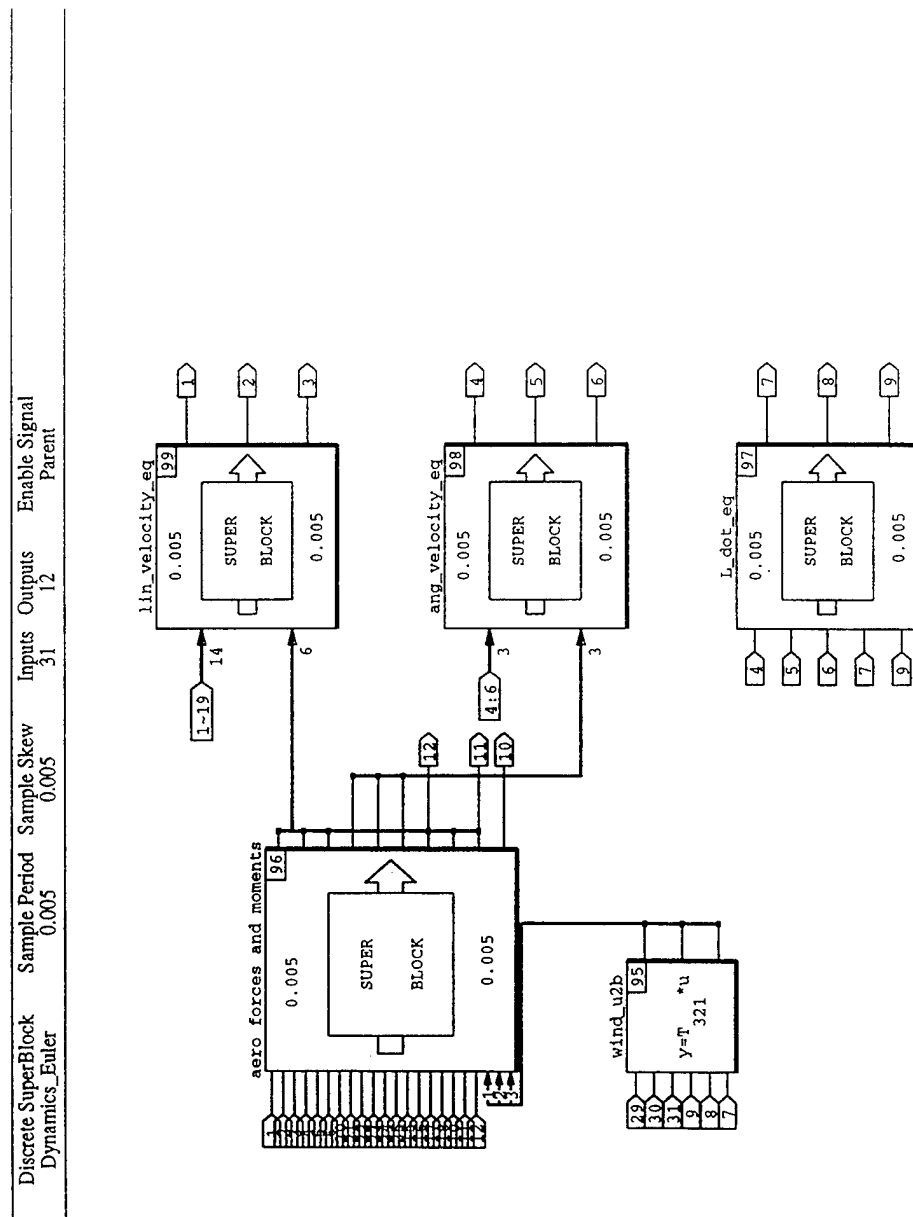 Discrete SuperBlock Sample Period Sample Skew Inputs Outputs Enable Signal
Dynamics_Euler 0.005 0.005 31 12 Parent
lin_velocity_eq
99
0.005
SUPER
BLOCK
0.005
1~19
14
6
1
2
3
ang_velocity_eq
98
0.005
SUPER
BLOCK
0.005
4:6
3
3
4
5
6
L_dot_eq
97
0.005
SUPER
BLOCK
0.005
4
5
6
7
9
7
8
9
aero forces and moments
96
0.005
SUPER
BLOCK
0.005
1
2
3
12
11
10
wind_u2b
95
y=T321*u
29
30
31
9
8
7